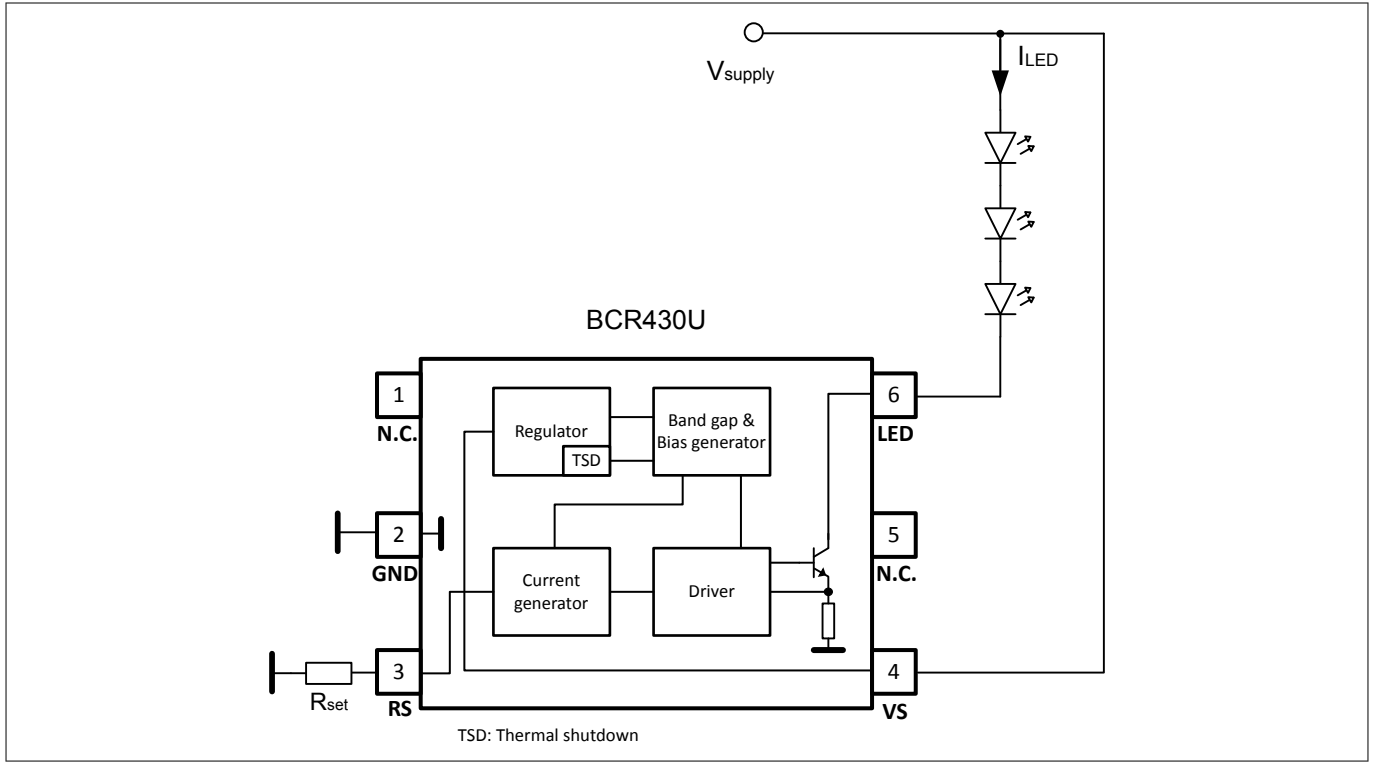 Vsupply
ILED
BCR430U
1
N.C.
Regulator
TSD
Band gap &
Bias generator
6
LED
2
GND
5
N.C.
Current
generator
Driver
Rset
3
RS
4
VS
TSD: Thermal shutdown